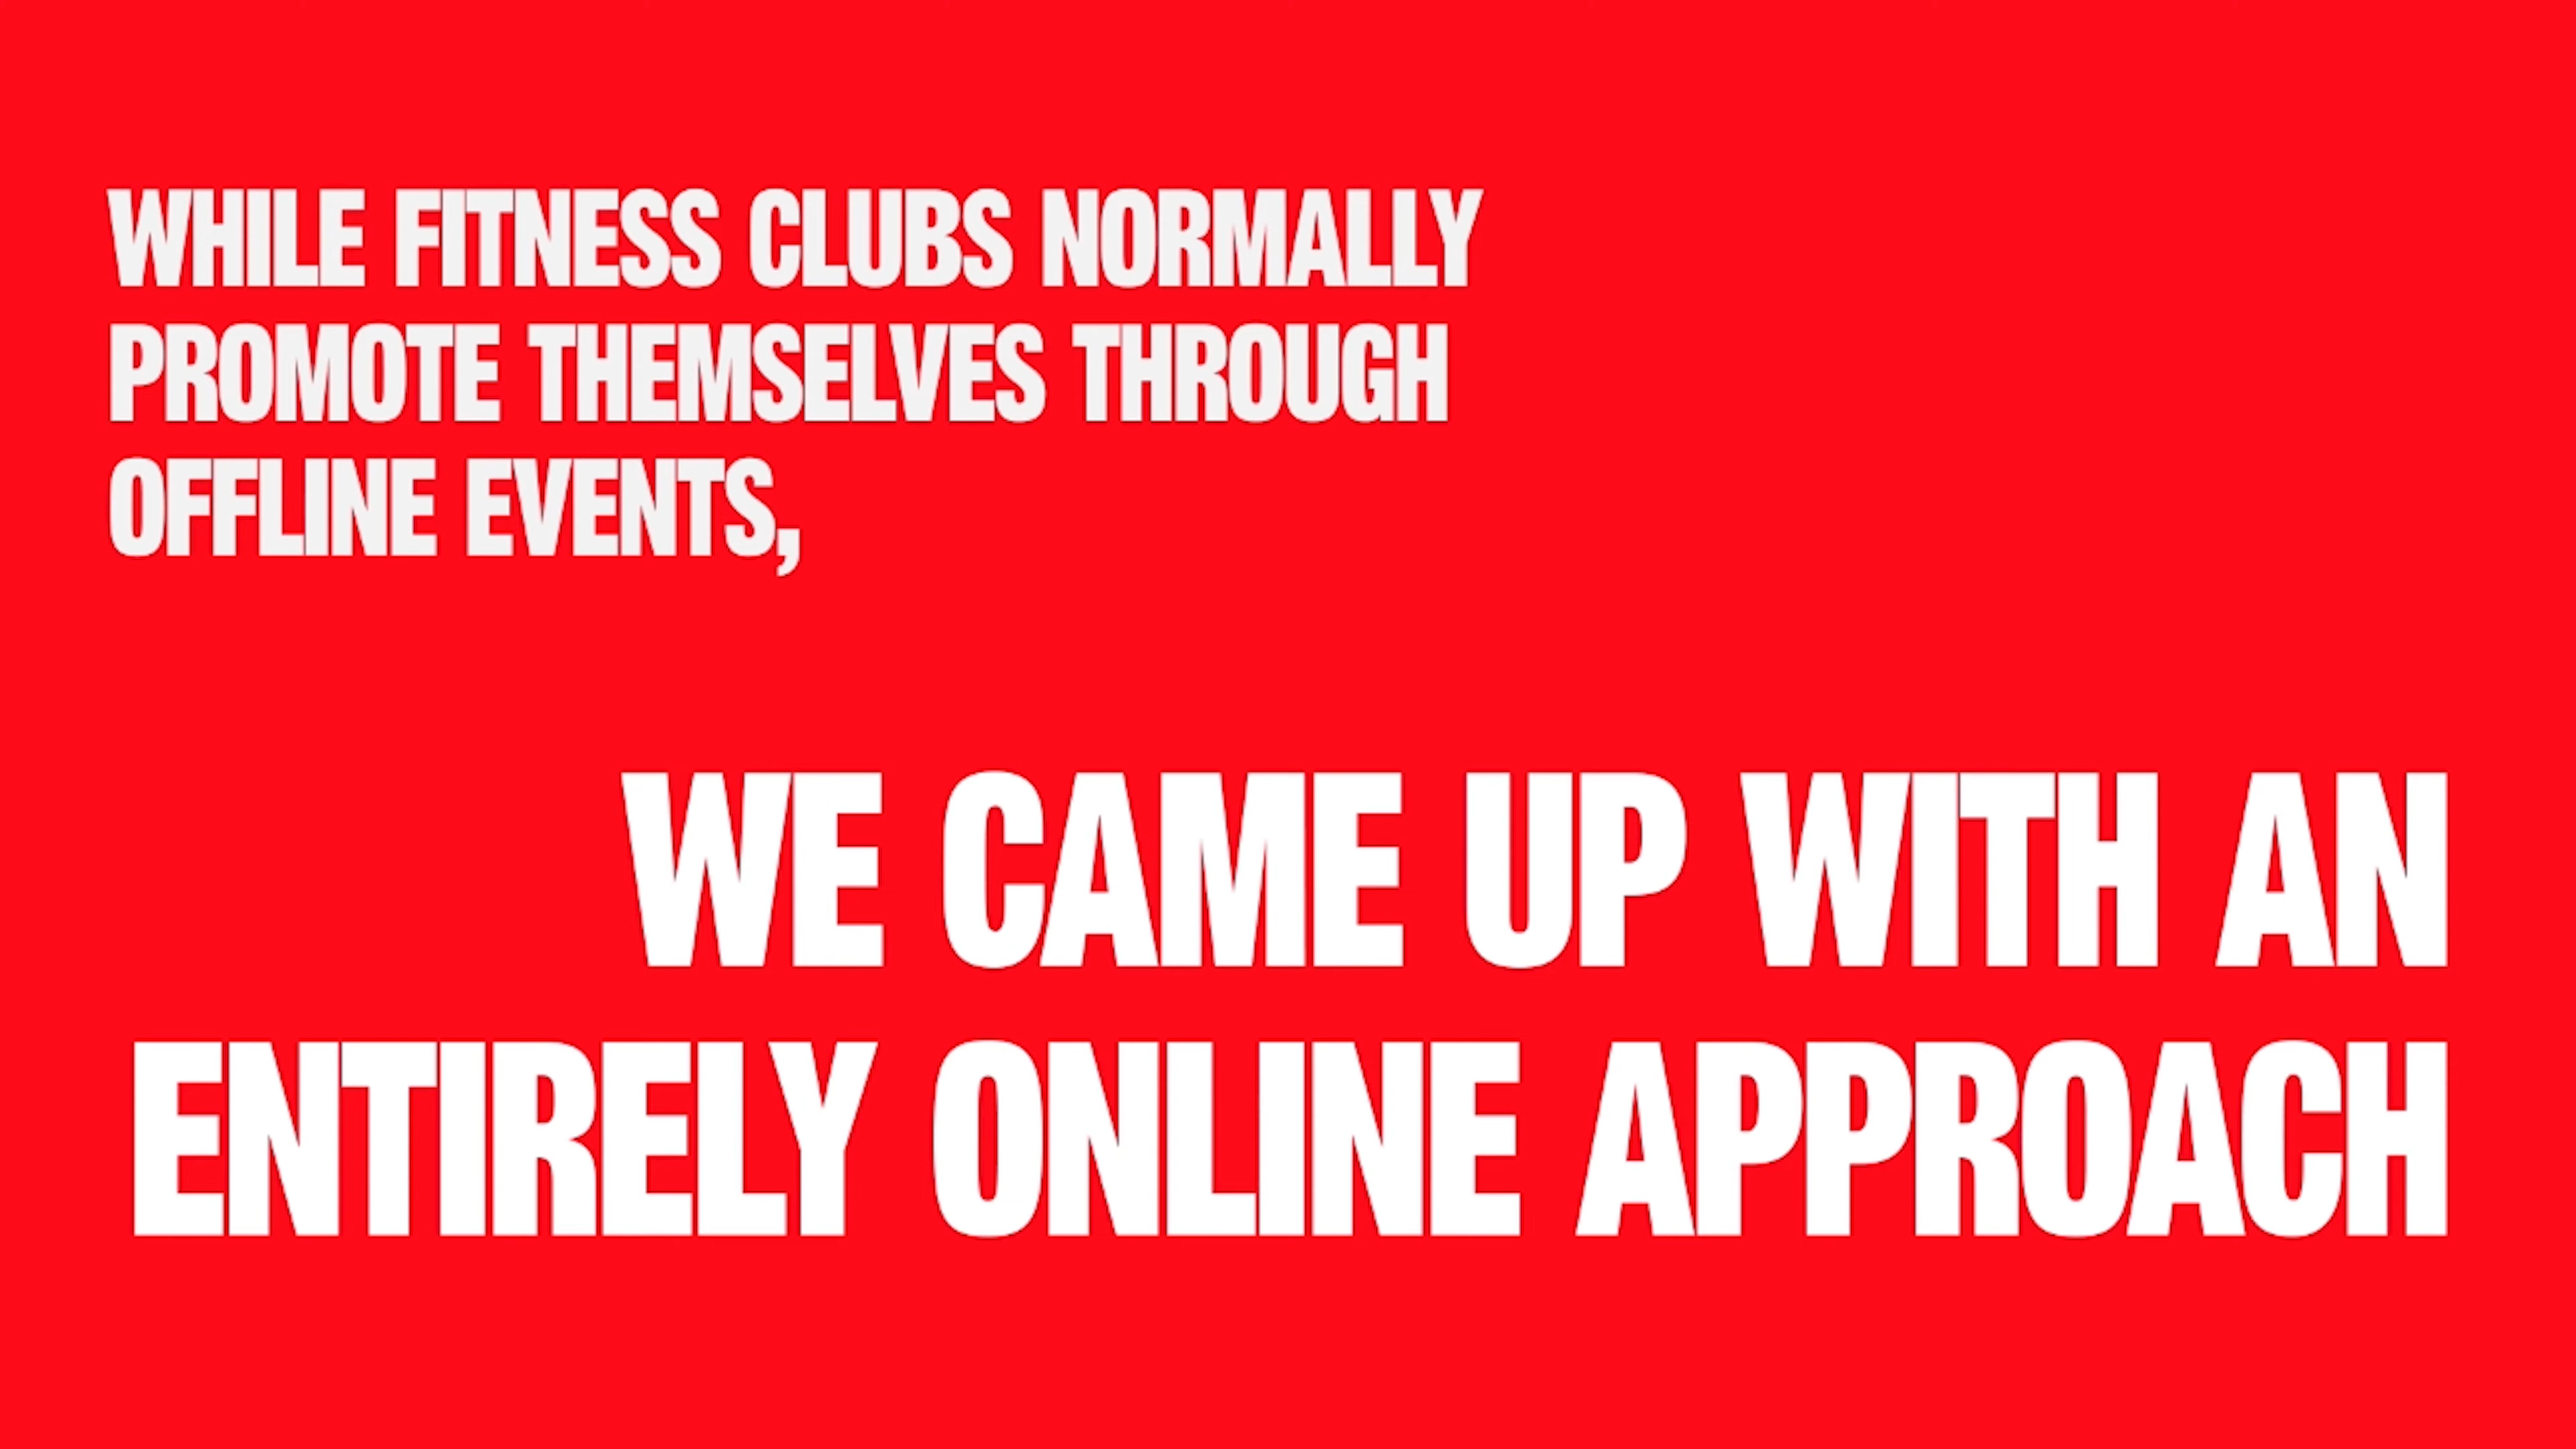 WHILE FITNESS CLUBS NORMALLY
PROMOTE THEMSELVES THROUGH
OFFLINE EVENTS,
WE CAME UP WITH AN
ENTIRELY ONLINE APPROACH